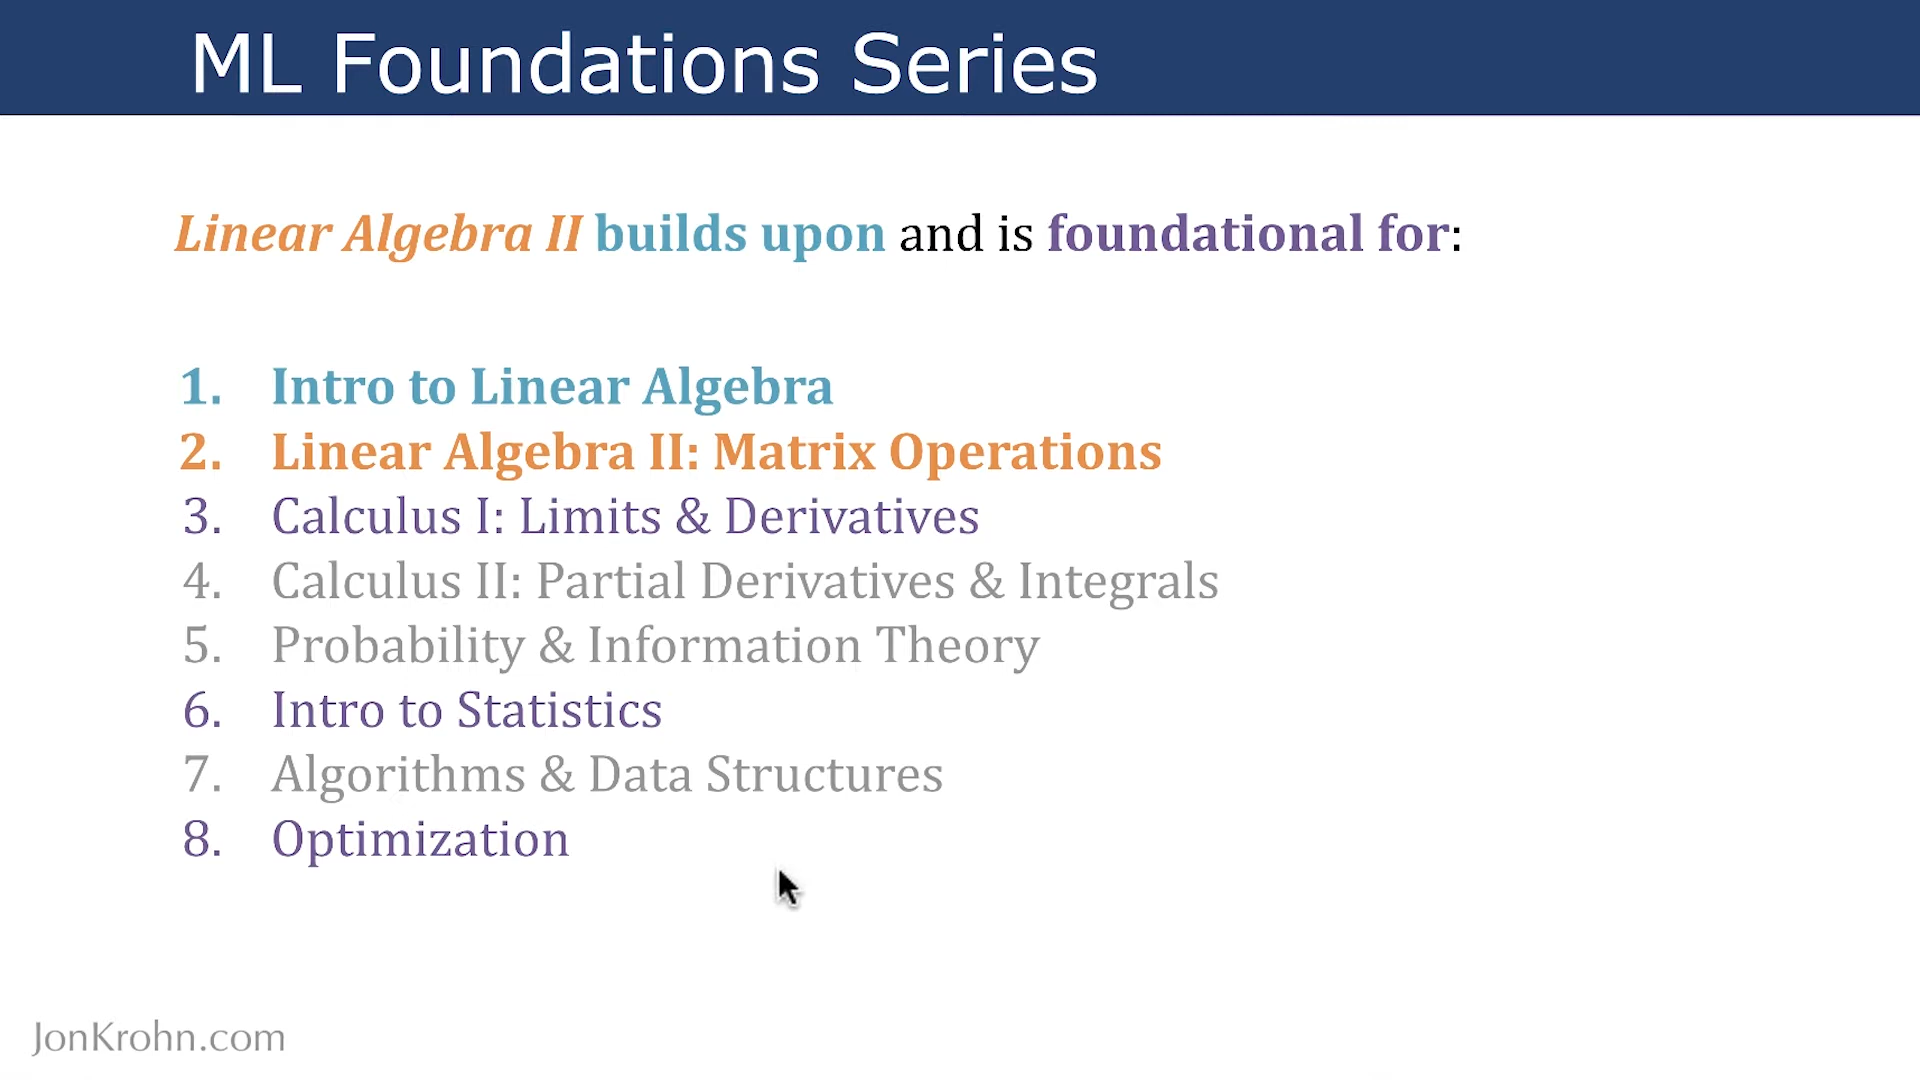 ML Foundations Series
Linear Algebra II builds upon and is foundational for:
1. Intro to Linear Algebra
2. Linear Algebra II: Matrix Operations
3. Calculus I: Limits & Derivatives
4. Calculus II: Partial Derivatives & Integrals
5. Probability & Information Theory
6. Intro to Statistics
7. Algorithms & Data Structures
8. Optimization
JonKrohn.com